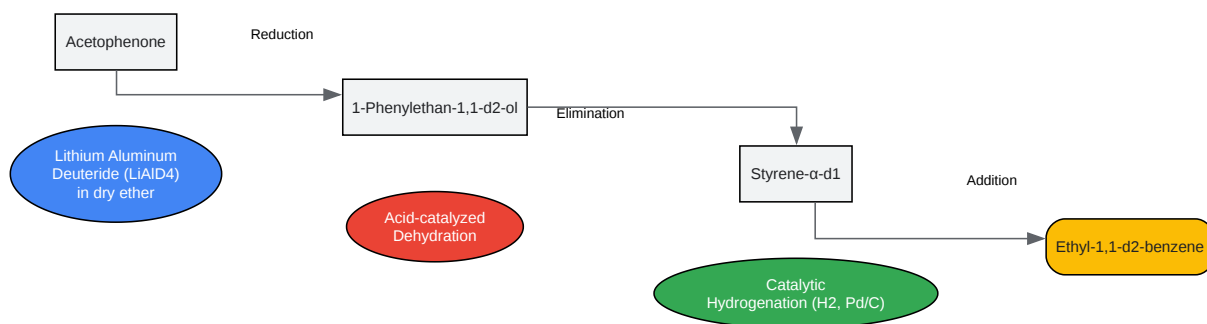 Acetophenone
Reduction
Lithium Aluminum
Deuteride (LiAlD4)
in dry ether
1-Phenylethan-1,1-d2-ol
Elimination
Acid-catalyzed
Dehydration
Styrene-α-d1
Addition
Catalytic
Hydrogenation (H2, Pd/C)
Ethyl-1,1-d2-benzene